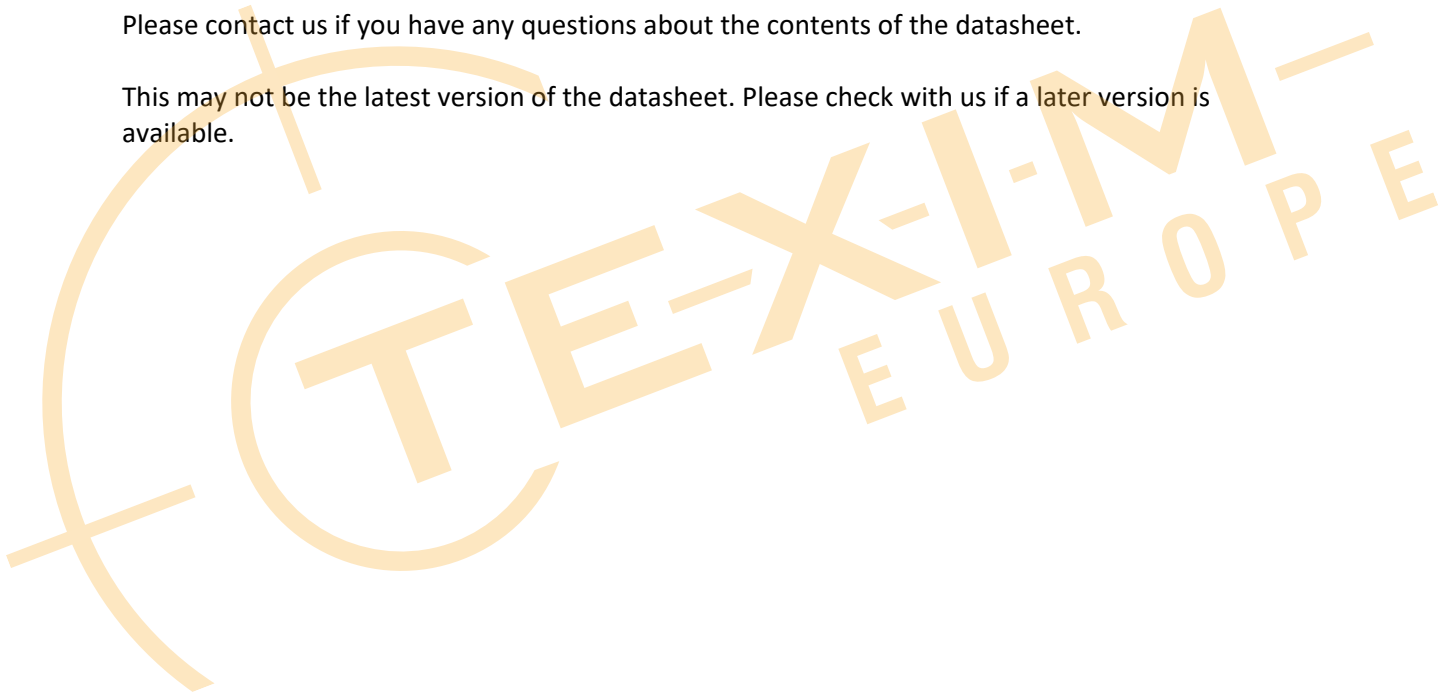 Please contact us if you have any questions about the contents of the datasheet.
This may not be the latest version of the datasheet. Please check with us if a later version is
available.
TE-X-I-M-
EUROPE